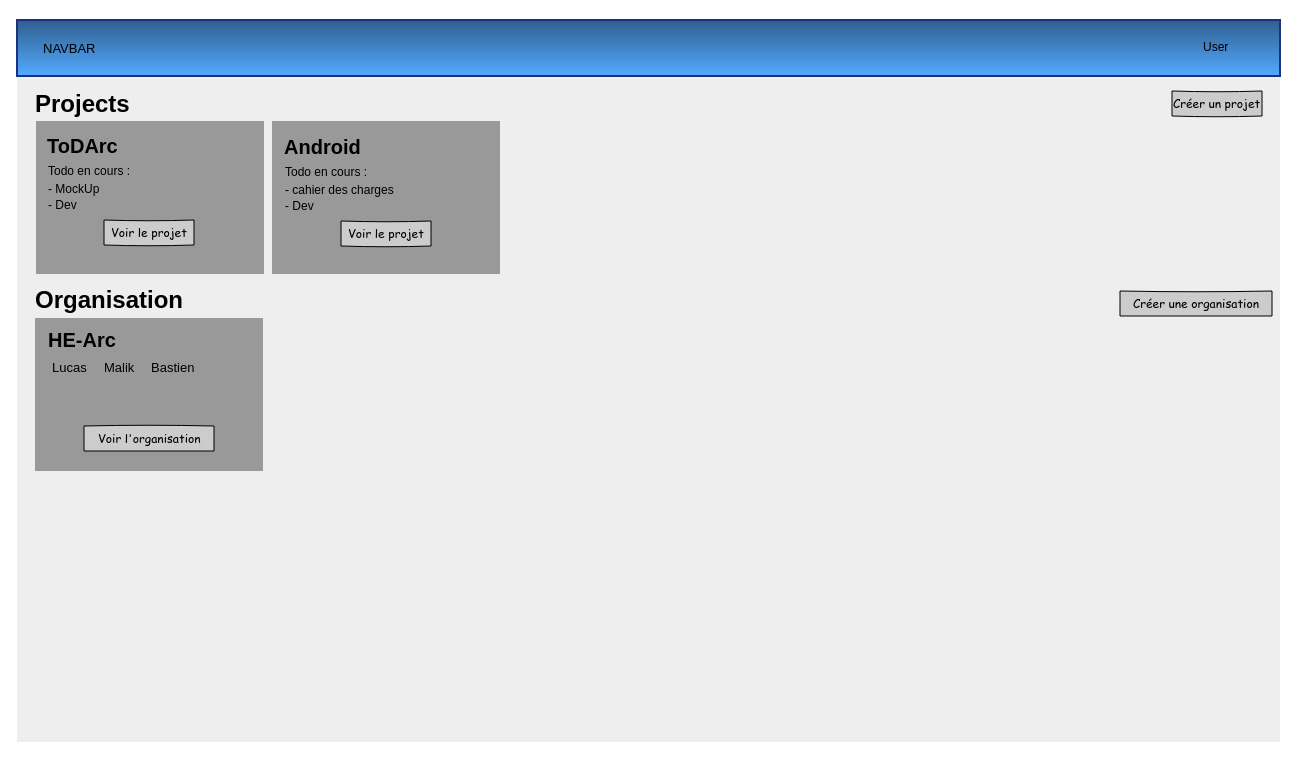 NAVBAR
User
Projects
Créer un projet
ToDArc
Todo en cours :
- MockUp
- Dev
Voir le projet
Android
Todo en cours :
- cahier des charges
- Dev
Voir le projet
Organisation
Créer une organisation
HE-Arc
Lucas Malik Bastien
Voir l'organisation